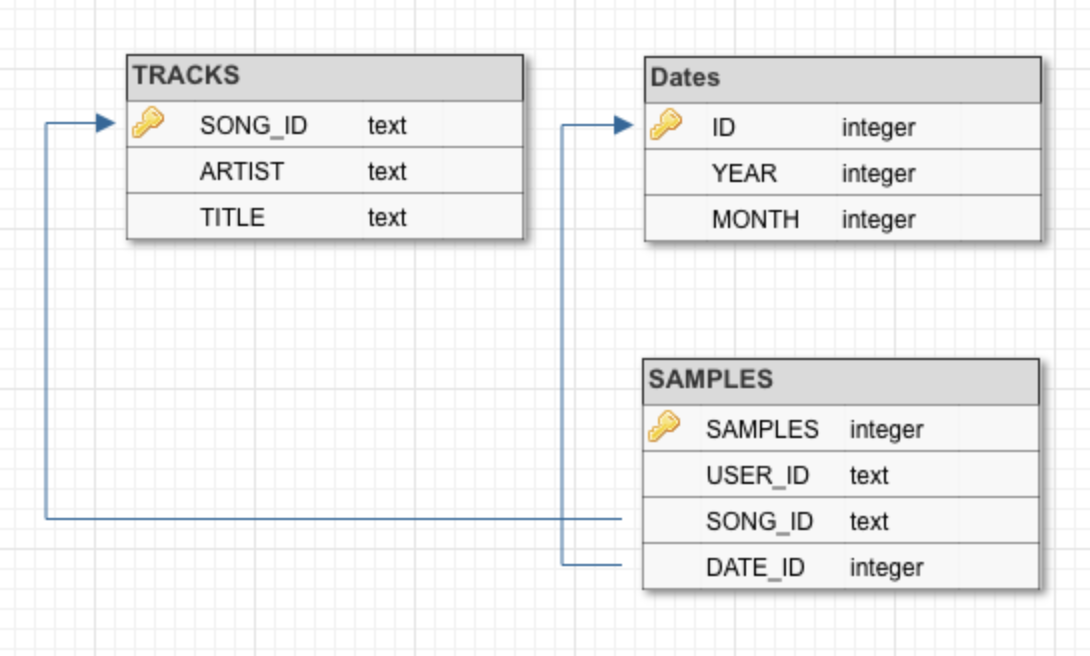 TRACKS
SONG_ID text
ARTIST text
TITLE text
Dates
ID integer
YEAR integer
MONTH integer
SAMPLES
SAMPLES integer
USER_ID text
SONG_ID text
DATE_ID integer